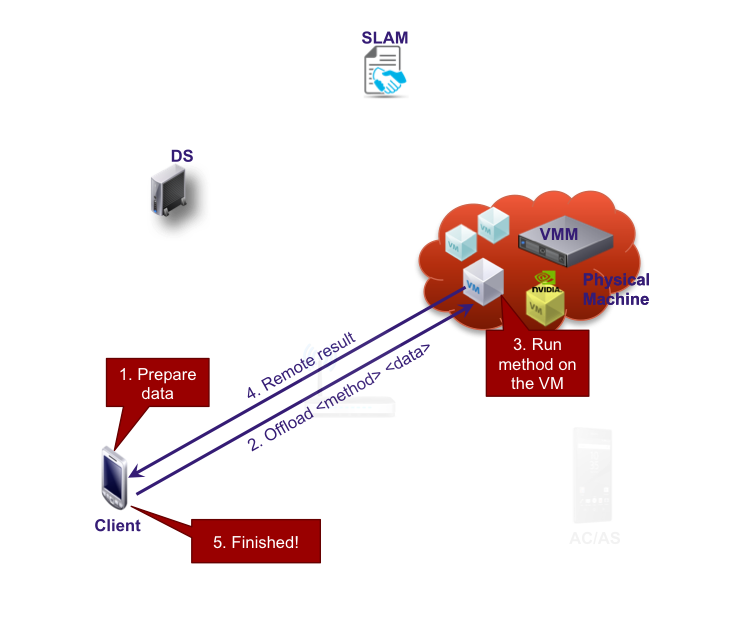 SLAM
DS
VM
VM
VMM
VM
NVIDIA
VM
Physical
Machine
3. Run
method on
the VM
4. Remote result
2. Offload <method> <data>
1. Prepare
data
Client
5. Finished!
AC/AS